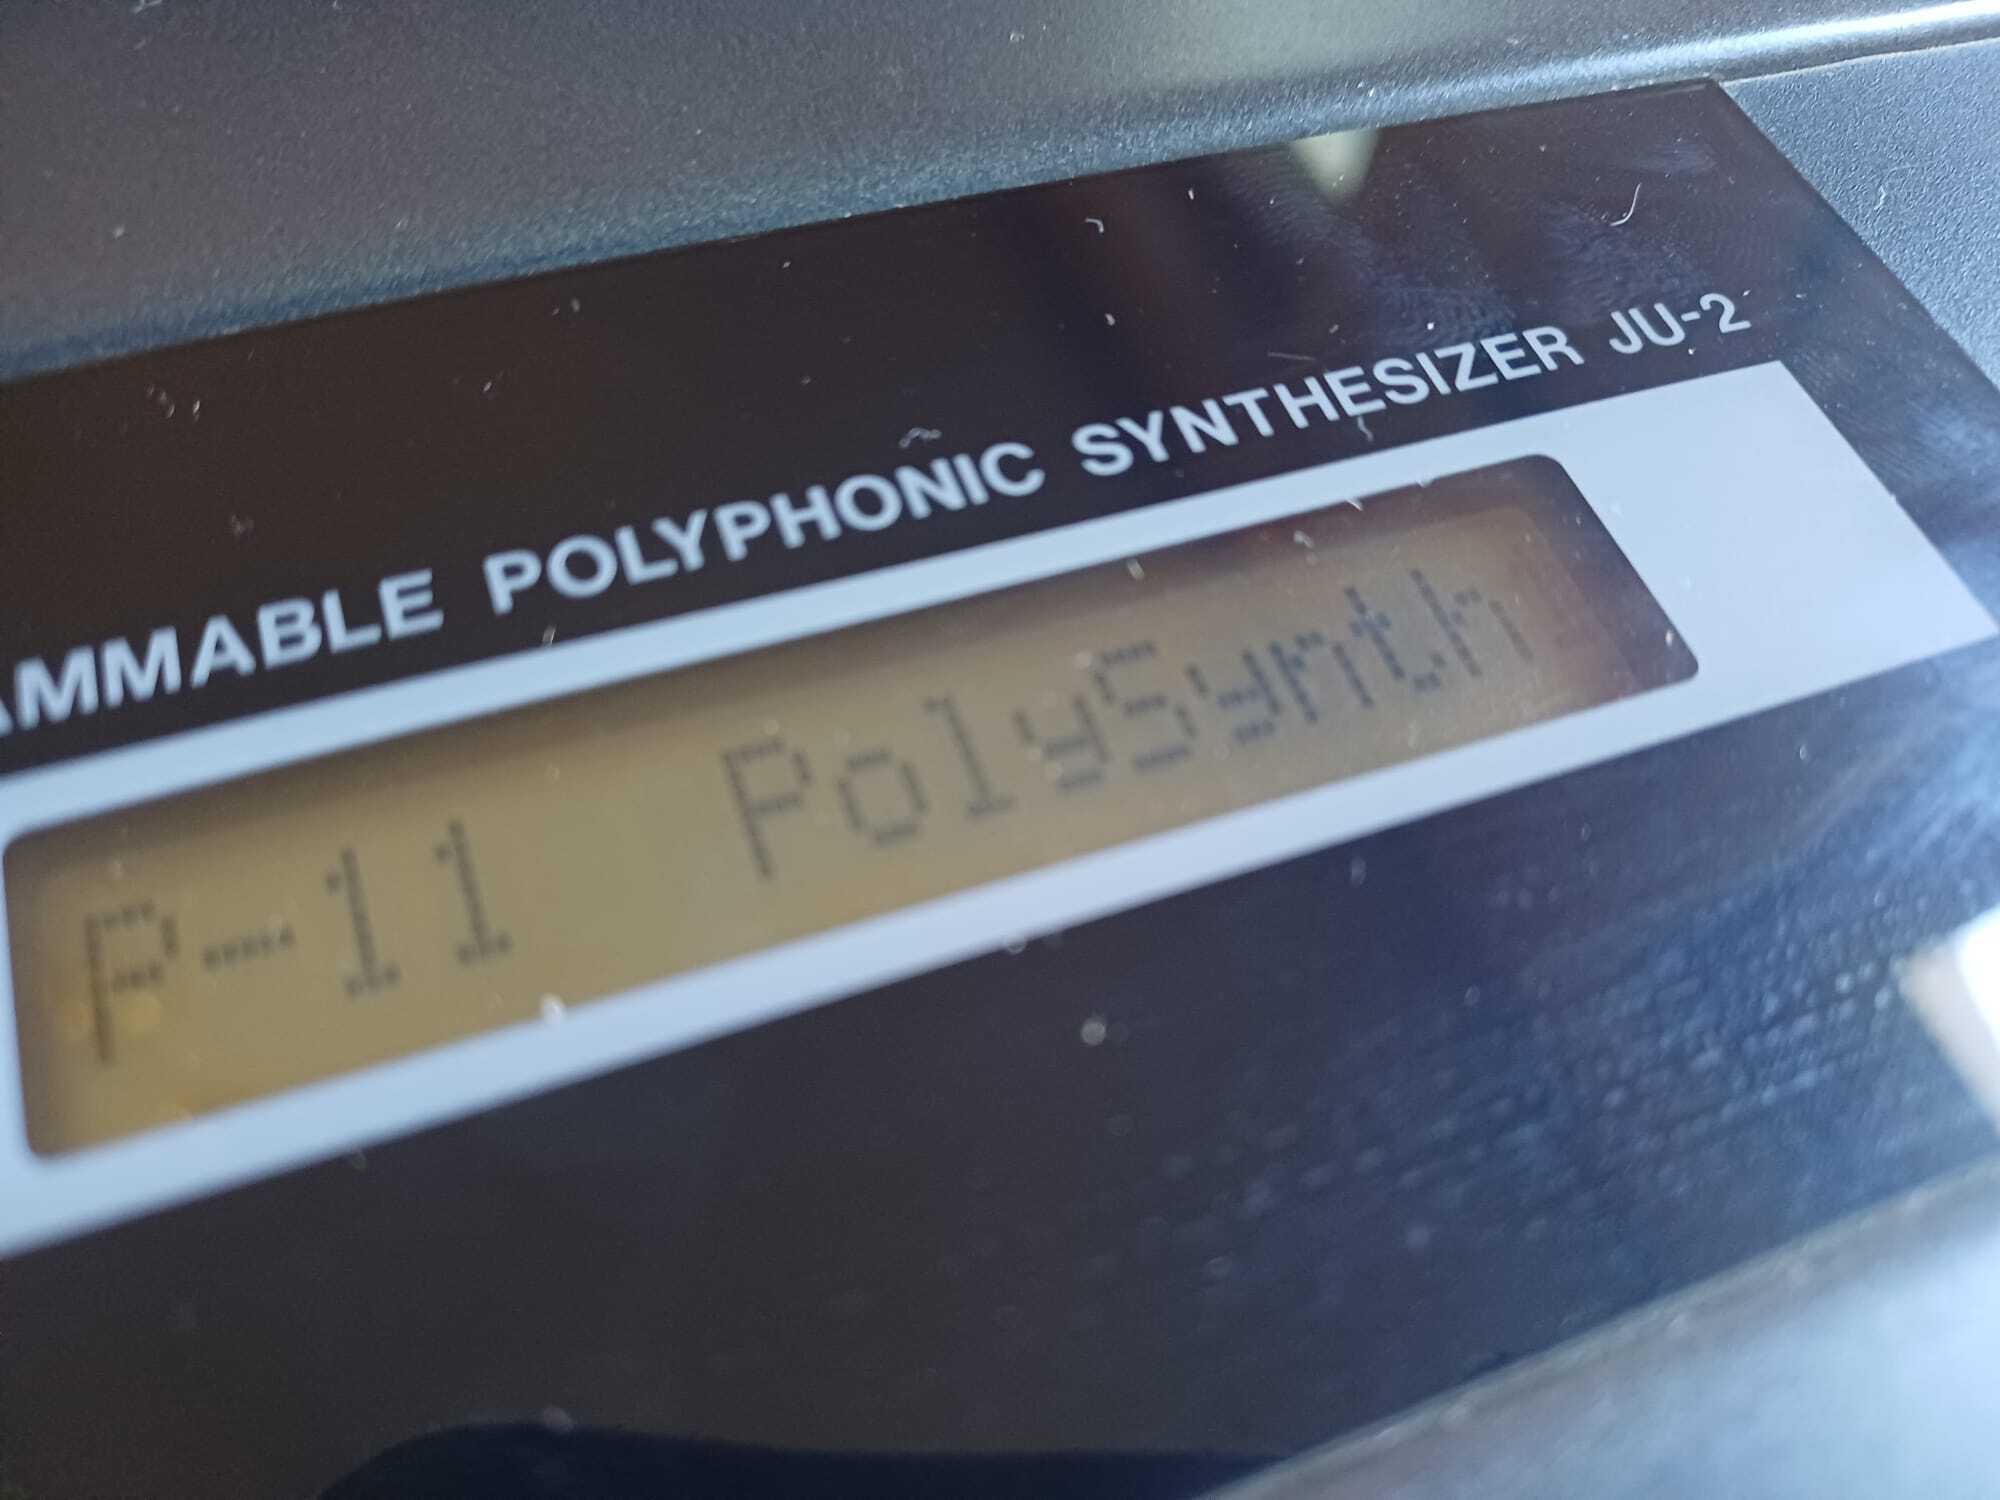 AMMABLE POLYPHONIC SYNTHESIZER JU-2
P-11 PolySynth